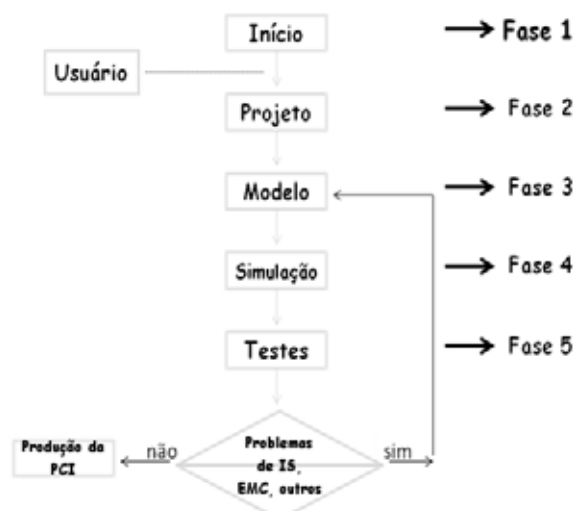 Início
Fase 1
Usuário
Projeto
Fase 2
Modelo
Fase 3
Simulação
Fase 4
Testes
Fase 5
Produção da
PCI
não
Problemas
de IS,
EMC, outros
sim